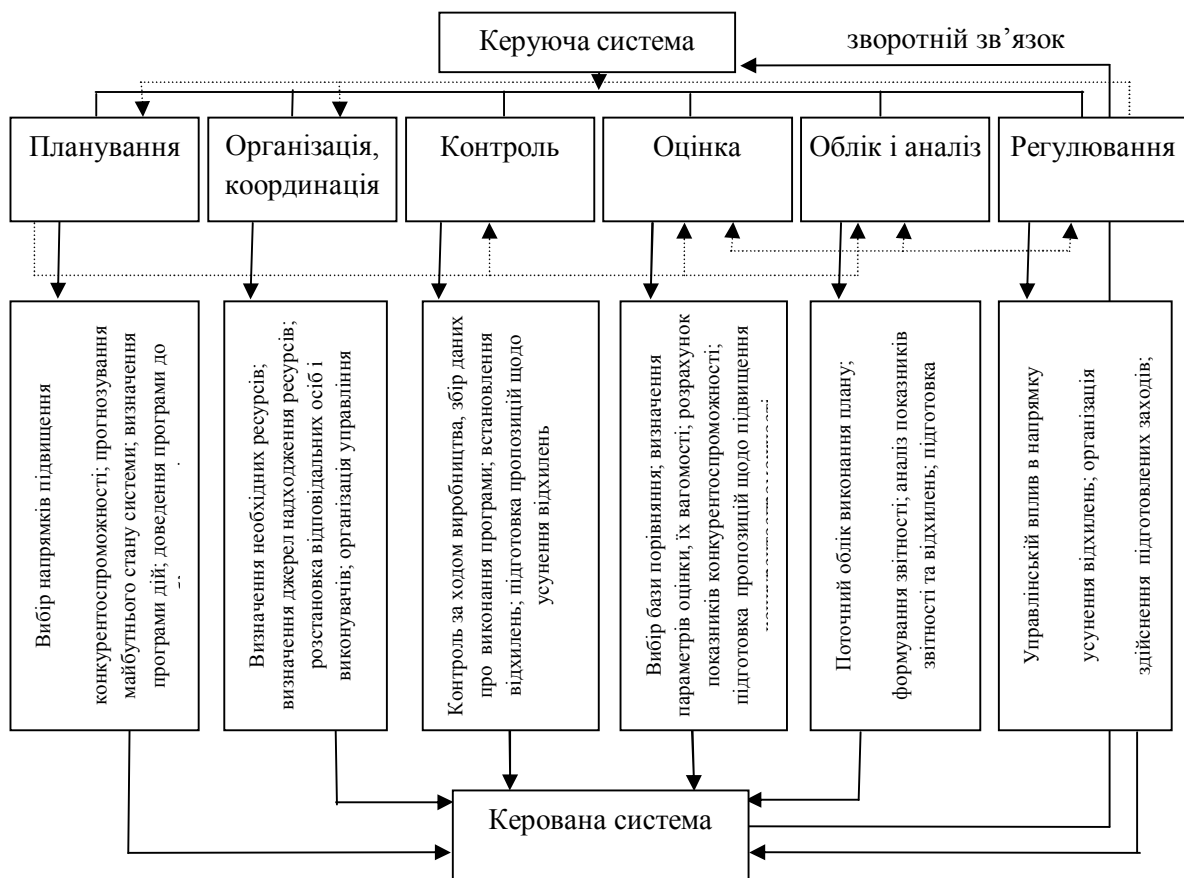 Керуюча система
зворотній зв’язок
Планування
Організація,
координація
Контроль
Оцінка
Облік і аналіз
Регулювання
Вибір напрямків підвищення
конкурентоспроможності; прогнозування
майбутнього стану системи; визначення
програми дій; доведення програми до
Визначення необхідних ресурсів;
визначення джерел надходження ресурсів;
розстановка відповідальних осіб і
виконувачів; організація управління
Контроль за ходом виробництва, збір даних
про виконання програми; встановлення
відхилень; підготовка пропозицій щодо
усунення відхилень
Вибір бази порівняння; визначення
параметрів оцінки, їх вагомості; розрахунок
показників конкурентоспроможності;
підготовка пропозицій щодо підвищення
Поточний облік виконання плану;
формування звітності; аналіз показників
звітності та відхилень; підготовка
Управлінській вплив в напрямку
усунення відхилень; організація
здійснення підготовлених заходів;
Керована система